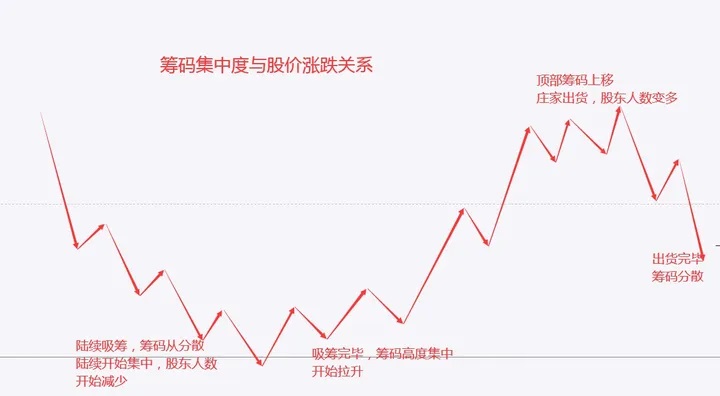 筹码集中度与股价涨跌关系
顶部筹码上移
庄家出货，股东人数变多
出货完毕
筹码分散
陆续吸筹，筹码从分散
陆续开始集中，股东人数
开始减少
吸筹完毕，筹码高度集中
开始拉升